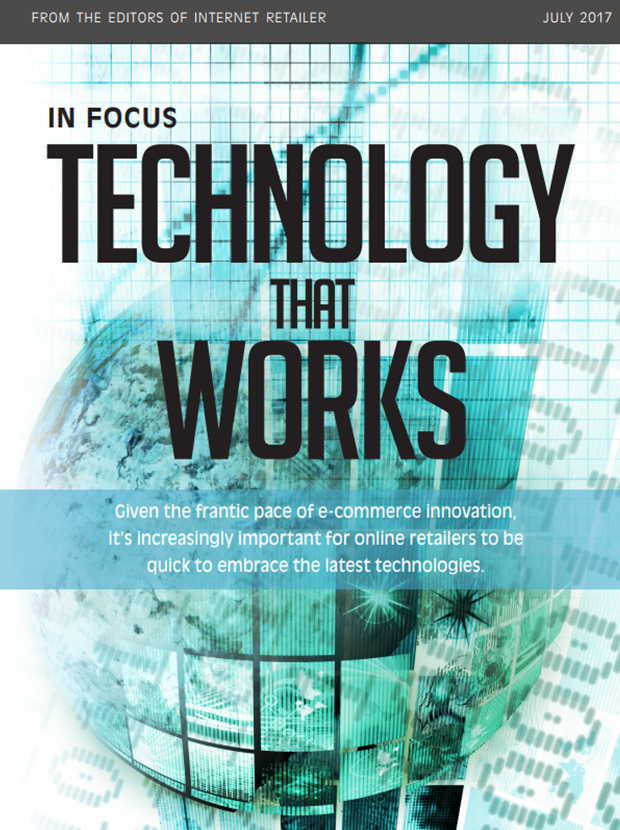 FROM THE EDITORS OF INTERNET RETAILER
JULY 2017
IN FOCUS
TECHNOLOGY
THAT
WORKS
Given the frantic pace of e-commerce innovation,
it's increasingly important for online retailers to be
quick to embrace the latest technologies.